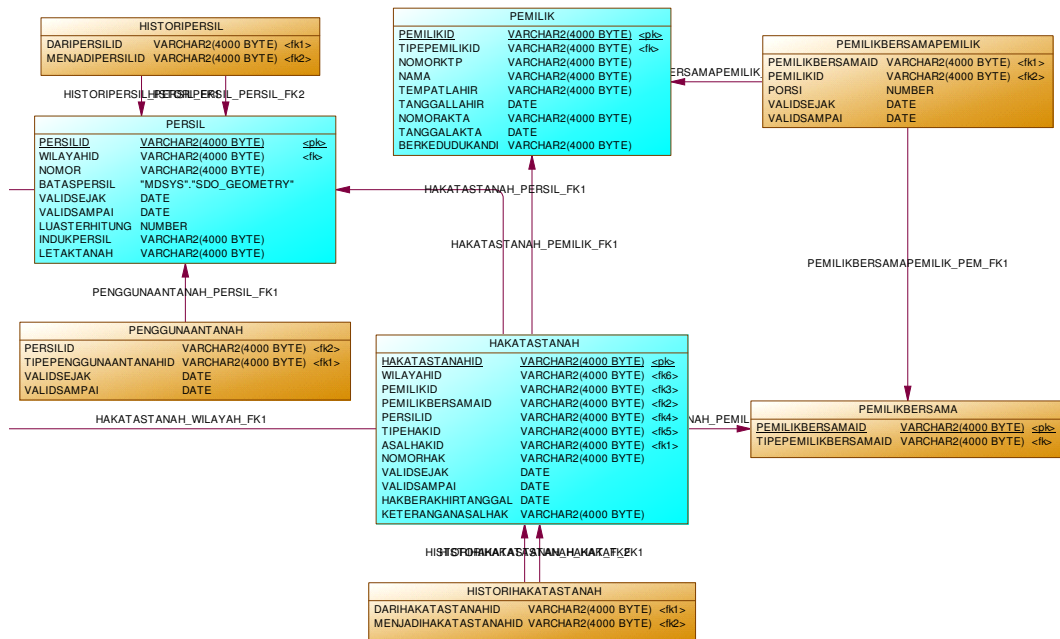 HISTORIPERSIL
DARIPERSILID VARCHAR2(4000 BYTE) <fk1>
MENJADIPERSILID VARCHAR2(4000 BYTE) <fk2>
PERSIL
PERSILID VARCHAR2(4000 BYTE) <pk>
WILAYAHID VARCHAR2(4000 BYTE) <fk>
NOMOR VARCHAR2(4000 BYTE)
BATASPERSIL "MDSYS"."SDO_GEOMETRY"
VALIDSEJAK DATE
VALIDSAMPAI DATE
LUASTERHITUNG NUMBER
INDUKPERSIL VARCHAR2(4000 BYTE)
LETAKTANAH VARCHAR2(4000 BYTE)
PENGGUNAANTANAH_PERSIL_FK1
PENGGUNAANTANAH
PERSILID VARCHAR2(4000 BYTE) <fk2>
TIPEPENGGUNAANTANAHID VARCHAR2(4000 BYTE) <fk1>
VALIDSEJAK DATE
VALIDSAMPAI DATE
HAKATASTANAH_WILAYAH_FK1
PEMILIK
PEMILIKID VARCHAR2(4000 BYTE) <pk>
TIPEPEMILIKID VARCHAR2(4000 BYTE) <fk>
NOMORKTP VARCHAR2(4000 BYTE)
NAMA VARCHAR2(4000 BYTE)
TEMPATLAHIR VARCHAR2(4000 BYTE)
TANGGALLAHIR DATE
NOMORAKTA VARCHAR2(4000 BYTE)
TANGGALAKTA DATE
BERKEDUDUKANDI VARCHAR2(4000 BYTE)
HAKATASTANAH_PERSIL_FK1
HAKATASTANAH_PEMILIK_FK1
HAKATASTANAH
HAKATASTANAHID VARCHAR2(4000 BYTE) <pk>
WILAYAHID VARCHAR2(4000 BYTE) <fk6>
PEMILIKID VARCHAR2(4000 BYTE) <fk3>
PEMILIKBERSAMAID VARCHAR2(4000 BYTE) <fk2>
PERSILID VARCHAR2(4000 BYTE) <fk4>
TIPEHAKID VARCHAR2(4000 BYTE) <fk5>
ASALHAKID VARCHAR2(4000 BYTE) <fk1>
NOMORHAK VARCHAR2(4000 BYTE)
VALIDSEJAK DATE
VALIDSAMPAI DATE
HAKBERAKHIRTANGGAL DATE
KETERANGANASALHAK VARCHAR2(4000 BYTE)
HISTORIHAKATASTANAH
DARIHAKATASTANAHID VARCHAR2(4000 BYTE) <fk1>
MENJADIHAKATASTANAHID VARCHAR2(4000 BYTE) <fk2>
PEMILIKBERSAMAPEMILIK
PEMILIKBERSAMAID VARCHAR2(4000 BYTE) <fk1>
PEMILIKID VARCHAR2(4000 BYTE) <fk2>
PORSI NUMBER
VALIDSEJAK DATE
VALIDSAMPAI DATE
ERSAMAPEMILIK
PEMILIKBERSAMAPEMILIK_PEM_FK1
NAH_PEMIL
PEMILIKBERSAMA
PEMILIKBERSAMAID VARCHAR2(4000 BYTE) <pk>
TIPEPEMILIKBERSAMAID VARCHAR2(4000 BYTE) <fk>